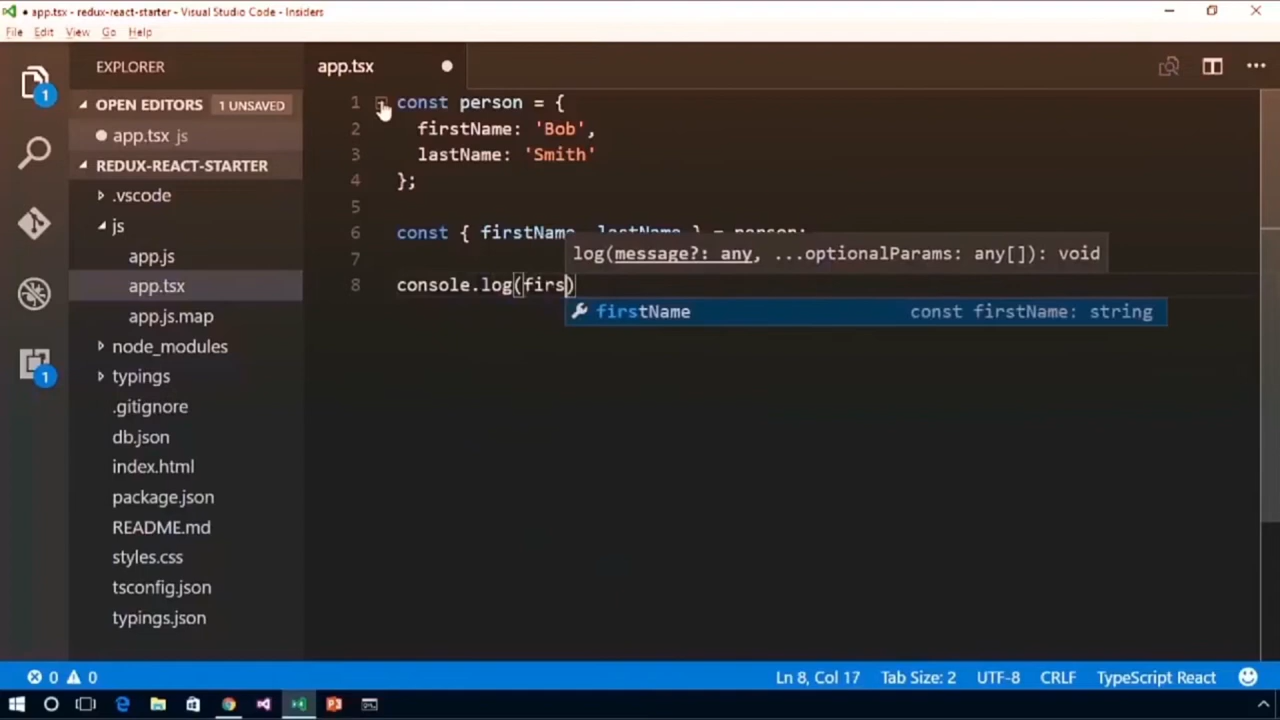 ● app.tsx - redux-react-starter - Visual Studio Code - Insiders
File Edit View Go Help
EXPLORER
OPEN EDITORS 1 UNSAVED
app.tsx js
REDUX-REACT-STARTER
.vscode
js
app.js
app.tsx
app.js.map
node_modules
typings
.gitignore
db.json
index.html
package.json
README.md
styles.css
tsconfig.json
typings.json
1
1
app.tsx
1 const person = {
2 firstName: 'Bob',
3 lastName: 'Smith'
4 };
5
6 const { firstName, lastName } = person;
log(message?: any, ...optionalParams: any[]): void
7
8 console.log(firs)
firstName const firstName: string
0 0 Ln 8, Col 17 Tab Size: 2 UTF-8 CRLF TypeScript React